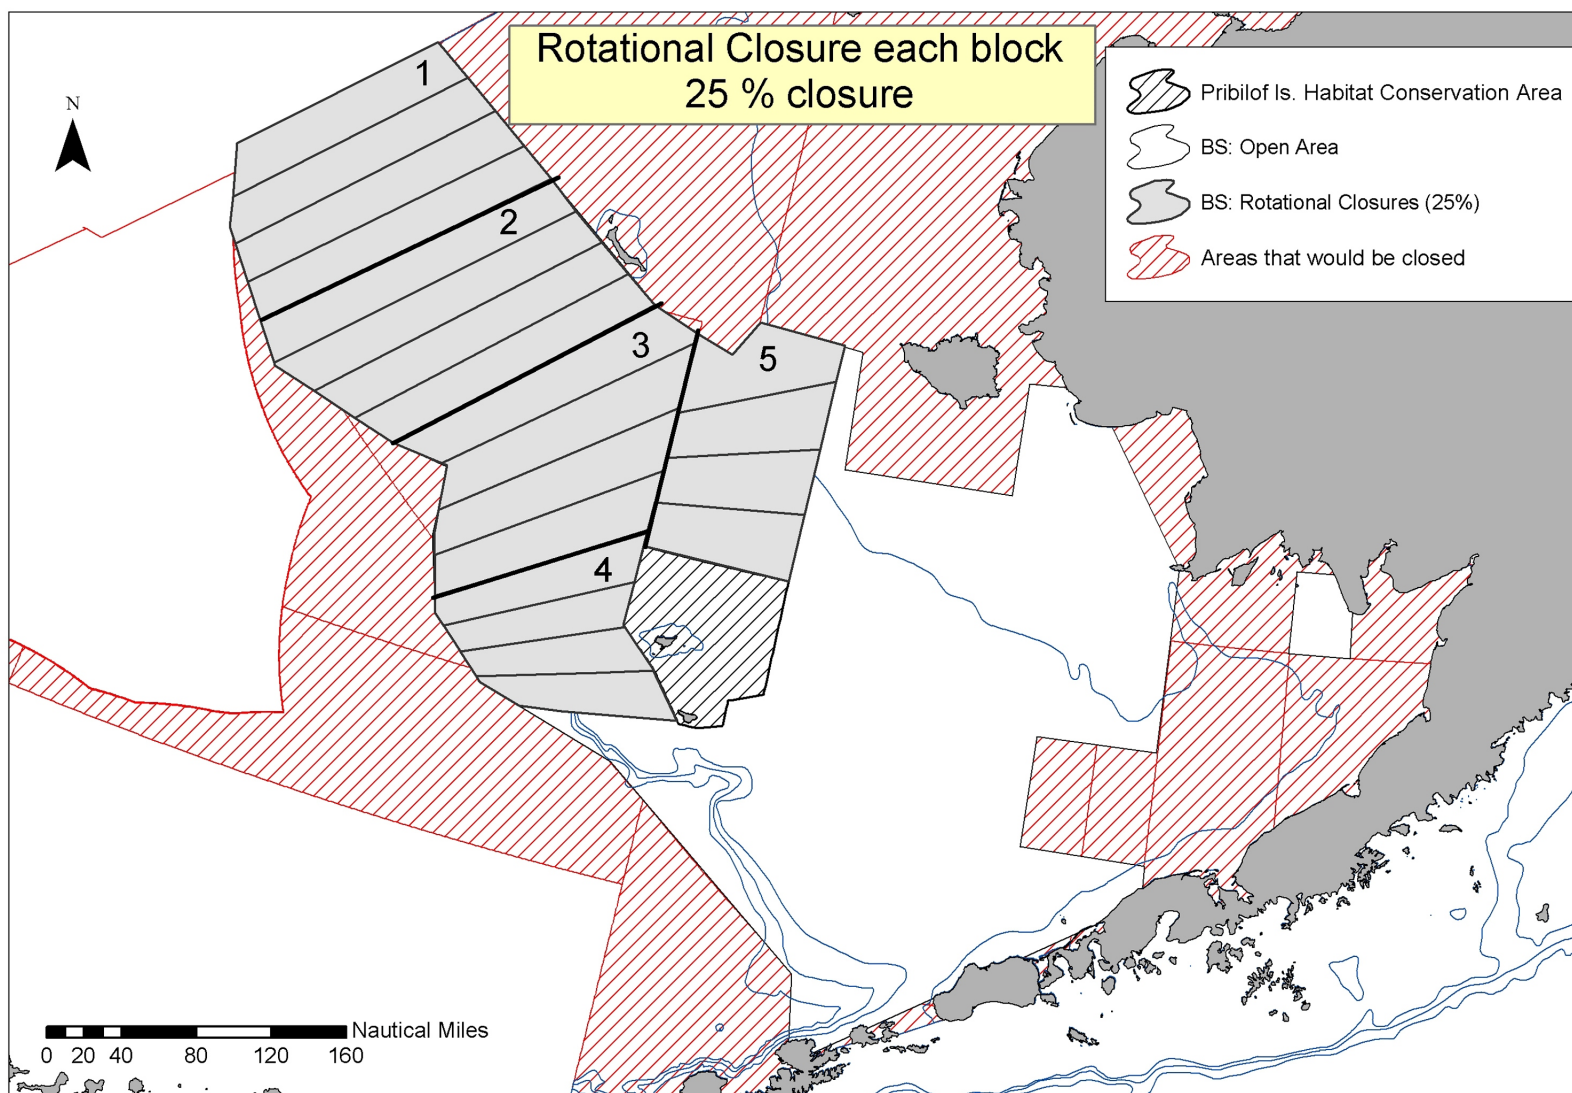 Rotational Closure each block
25 % closure
N
Pribilof Is. Habitat Conservation Area
BS: Open Area
BS: Rotational Closures (25%)
Areas that would be closed
1
2
3
4
5
Nautical Miles
0 20 40 80 120 160